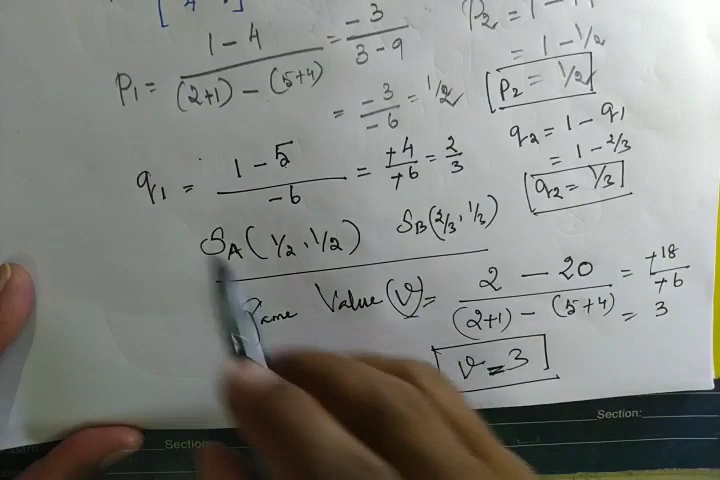 P1 = 1 - 4 / (2+1) - (5+4) = -3 / 3-9
= -3 / -6 = 1/2
= 1 - 1/2
P2 = 1/2
q1 = 1 - 5 / -6 = +4 / +6 = 2/3
q2 = 1 - q1
= 1 - 2/3
q2 = 1/3
SA (1/2, 1/2) SB (2/3, 1/3)
Game Value (V) = 2 - 20 / (2+1) - (5+4) = +18 / +6
= 3
V = 3
Section:
Section